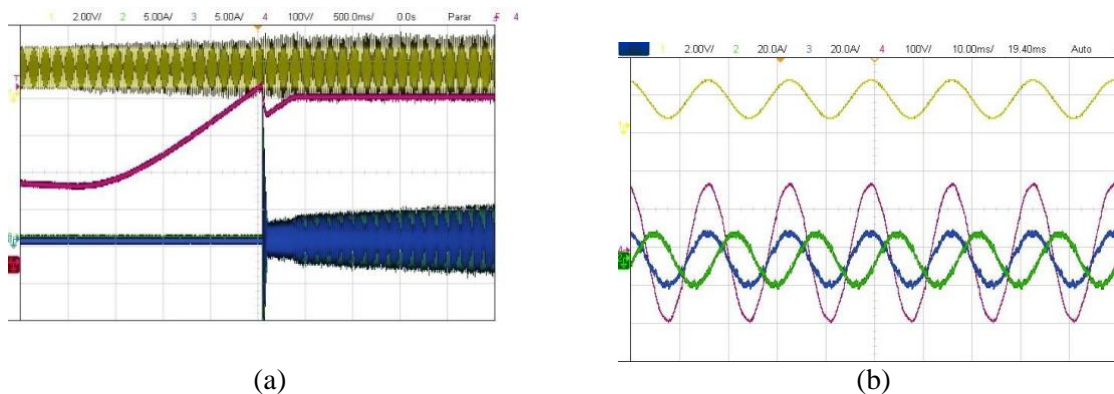 1 2.00V/ 2 5.00A/ 3 5.00A/ 4 100V/ 500.0ms/ 0.0s Parar 4
1 2.00V/ 2 20.0A/ 3 20.0A/ 4 100V/ 10.00ms/ 19.40ms Auto
(a)
(b)